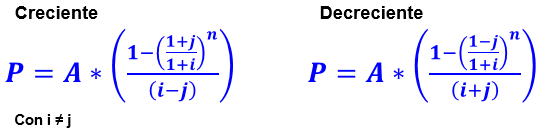 Creciente
P = A * ( (1-((1+j)/(1+i))^n) / (i-j) )
Con i ≠ j
Decreciente
P = A * ( (1-((1-j)/(1+i))^n) / (i+j) )